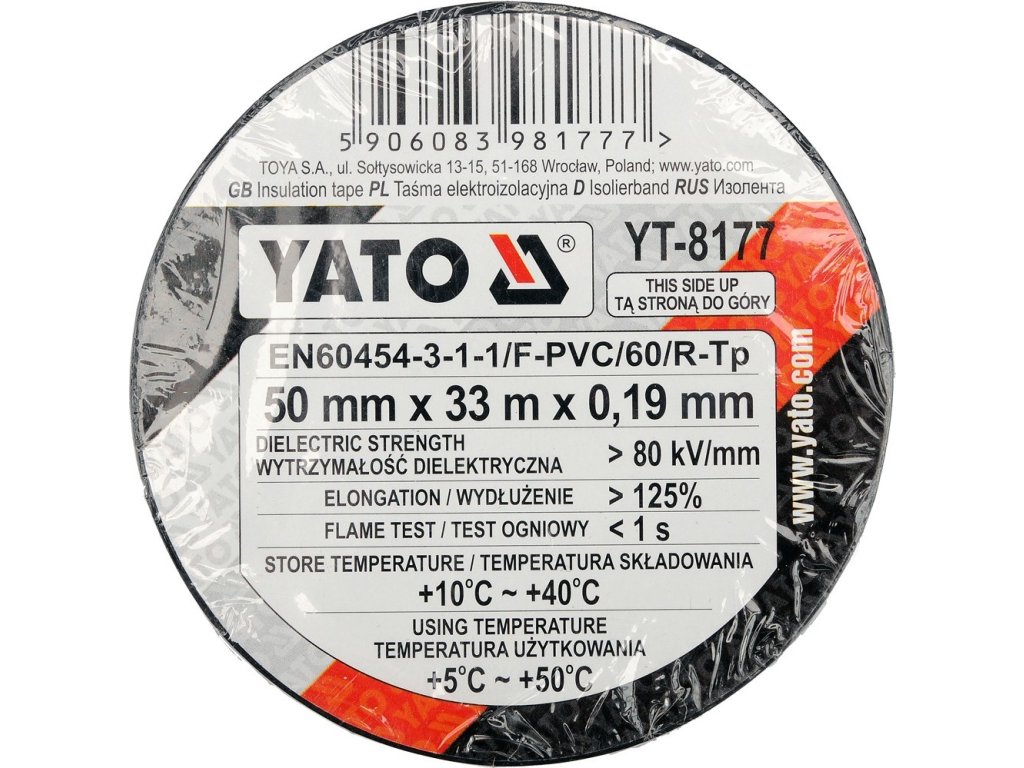 5 906083 981777 >
TOYA S.A., ul. Sołtysowicka 13-15, 51-168 Wrocław, Poland; www.yato.com
GB Insulation tape PL Taśma elektroizolacyjna D Isolierband RUS Изолента
YATO ®
YT-8177
THIS SIDE UP
TĄ STRONĄ DO GÓRY
EN60454-3-1-1/F-PVC/60/R-Tp
50 mm x 33 m x 0,19 mm
DIELECTRIC STRENGTH
WYTRZYMAŁOŚĆ DIELEKTRYCZNA > 80 kV/mm
ELONGATION / WYDŁUŻENIE > 125%
FLAME TEST / TEST OGNIOWY < 1 s
STORE TEMPERATURE / TEMPERATURA SKŁADOWANIA
+10°C ~ +40°C
USING TEMPERATURE
TEMPERATURA UŻYTKOWANIA
+5°C ~ +50°C
www.yato.com